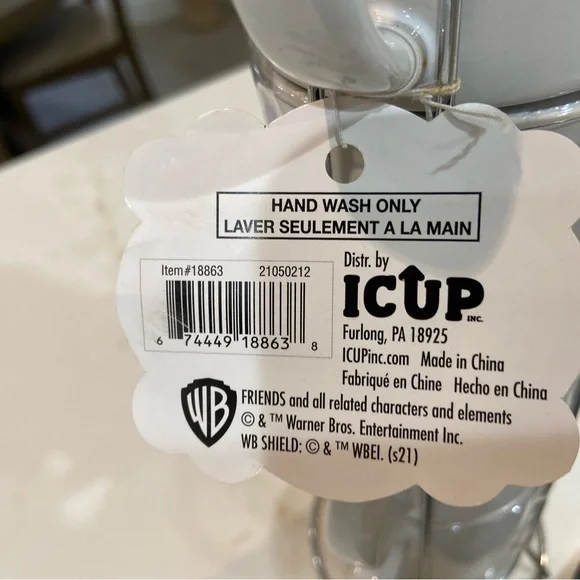 HAND WASH ONLY
LAVER SEULEMENT A LA MAIN
Item#18863 21050212
6 74449 18863 8
Distr. by
ICUP INC.
Furlong, PA 18925
ICUPinc.com Made in China
Fabriqué en Chine Hecho en China
WB
FRIENDS and all related characters and elements
© & ™ Warner Bros. Entertainment Inc.
WB SHIELD: © & ™ WBEI. (s21)